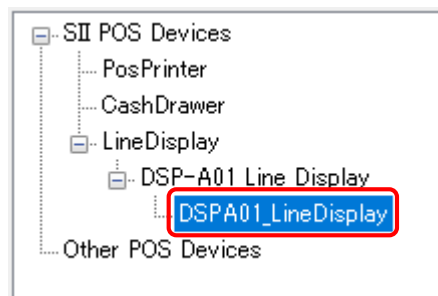 SII POS Devices
PosPrinter
CashDrawer
LineDisplay
DSP-A01 Line Display
DSPA01_LineDisplay
Other POS Devices